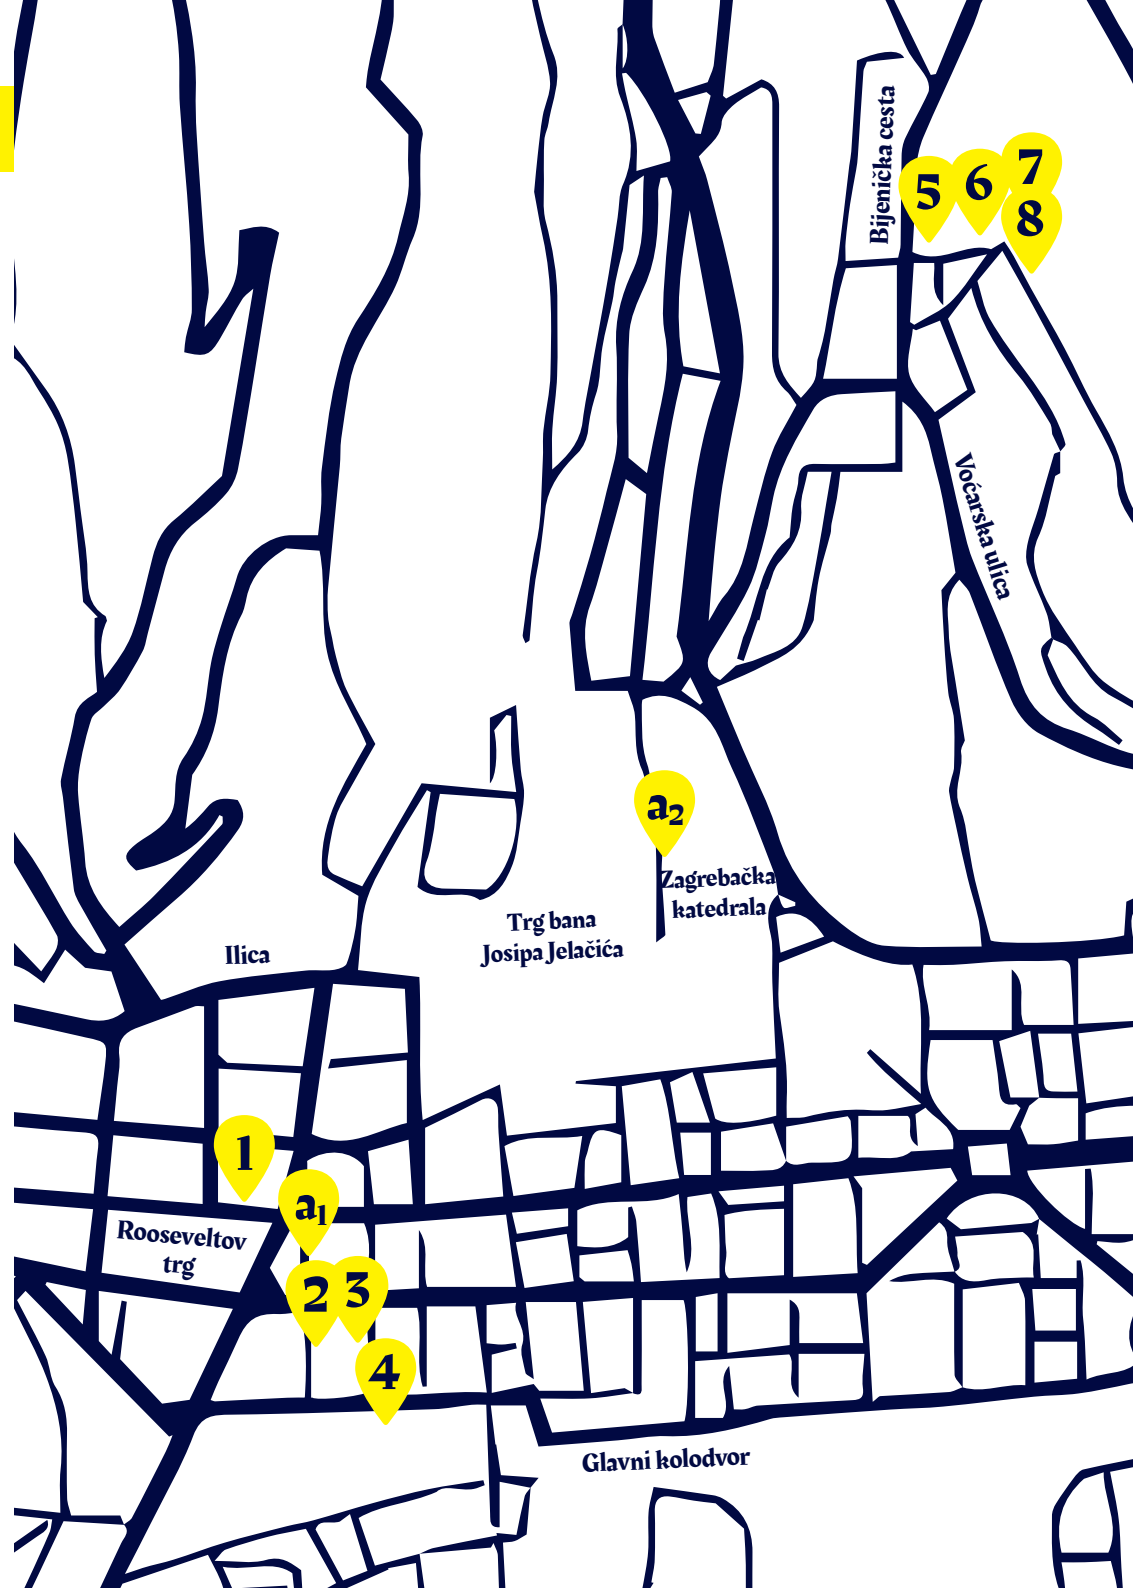 Bijenička cesta
5
6
7
8
Voćarska ulica
a2
Zagrebačka
katedrala
Trg bana
Josipa Jelačića
Ilica
1
a1
Rooseveltov
trg
2
3
4
Glavni kolodvor